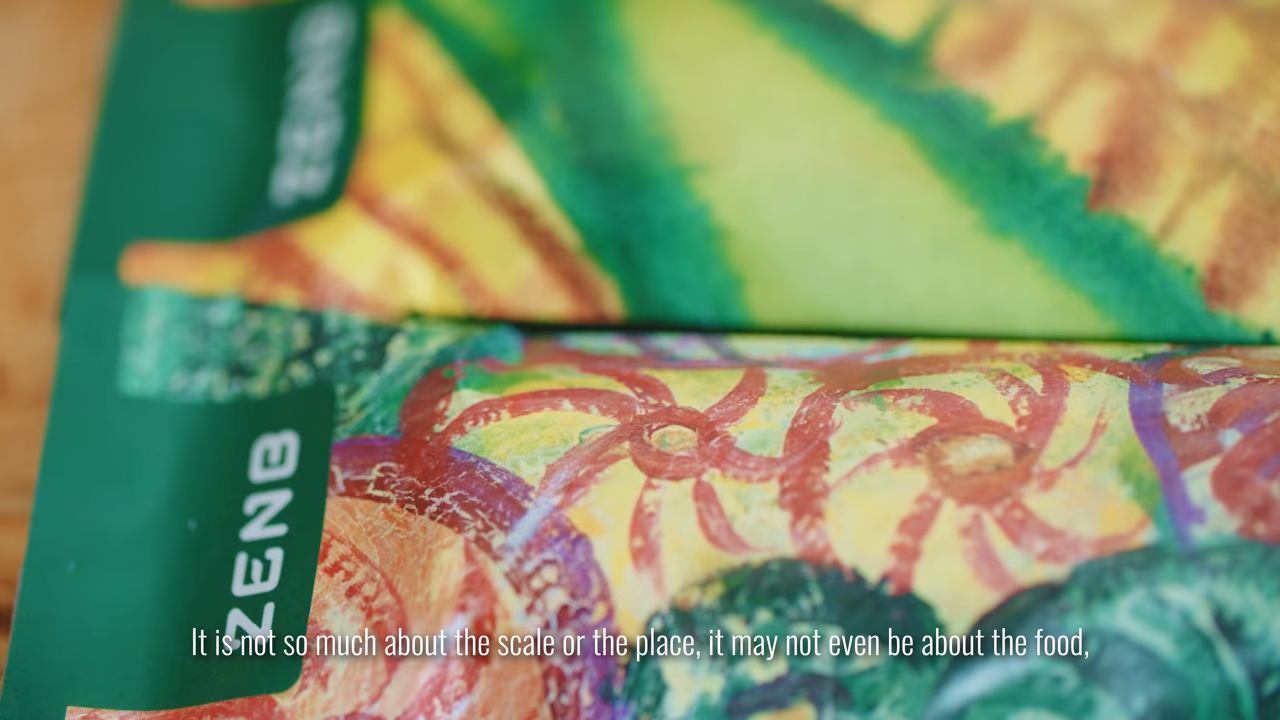 ZENB
ZENB
It is not so much about the scale or the place, it may not even be about the food,